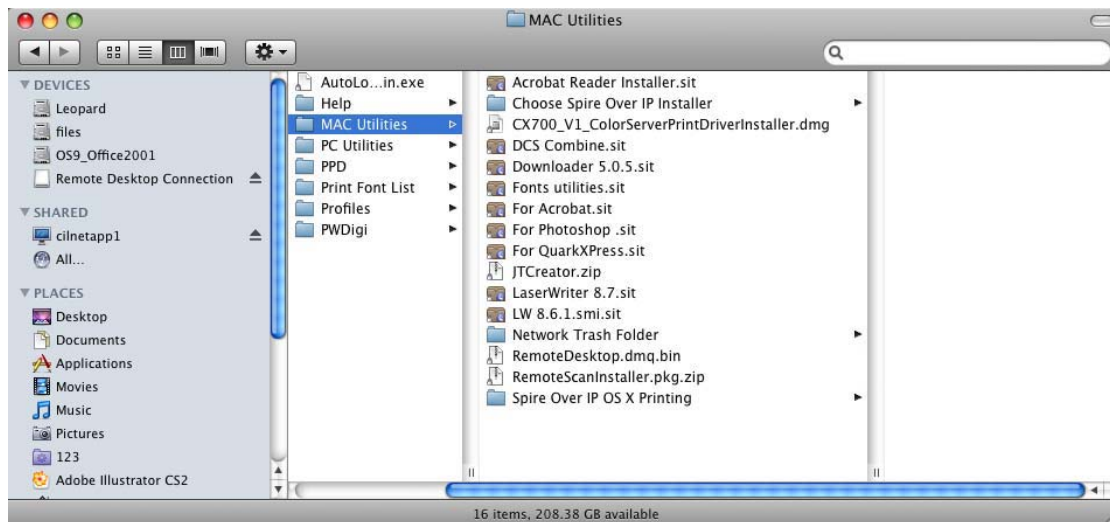 MAC Utilities
DEVICES
Leopard
files
OS9_Office2001
Remote Desktop Connection
SHARED
cilnetapp1
All...
PLACES
Desktop
Documents
Applications
Movies
Music
Pictures
123
Adobe Illustrator CS2
AutoLo...in.exe
Help
MAC Utilities
PC Utilities
PPD
Print Font List
Profiles
PWDigi
Acrobat Reader Installer.sit
Choose Spire Over IP Installer
CX700_V1_ColorServerPrintDriverInstaller.dmg
DCS Combine.sit
Downloader 5.0.5.sit
Fonts utilities.sit
For Acrobat.sit
For Photoshop .sit
For QuarkXPress.sit
JTCreator.zip
LaserWriter 8.7.sit
LW 8.6.1.smi.sit
Network Trash Folder
RemoteDesktop.dmq.bin
RemoteScanInstaller.pkg.zip
Spire Over IP OS X Printing
16 items, 208.38 GB available